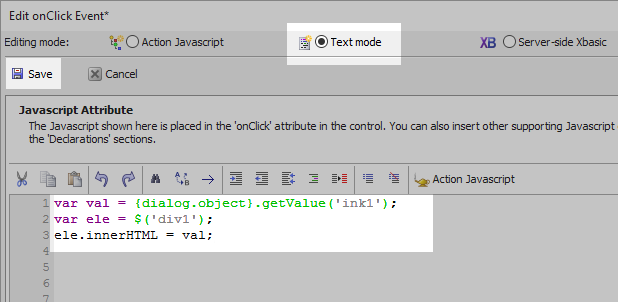 Edit onClick Event*
Editing mode: Action Javascript Text mode XB Server-side Xbasic
Save Cancel
Javascript Attribute
The Javascript shown here is placed in the 'onClick' attribute in the control. You can also insert other supporting Javascript
the 'Declarations' sections.
Action Javascript
1 var val = {dialog.object}.getValue('ink1');
2 var ele = $('div1');
3 ele.innerHTML = val;
4
5
6
7